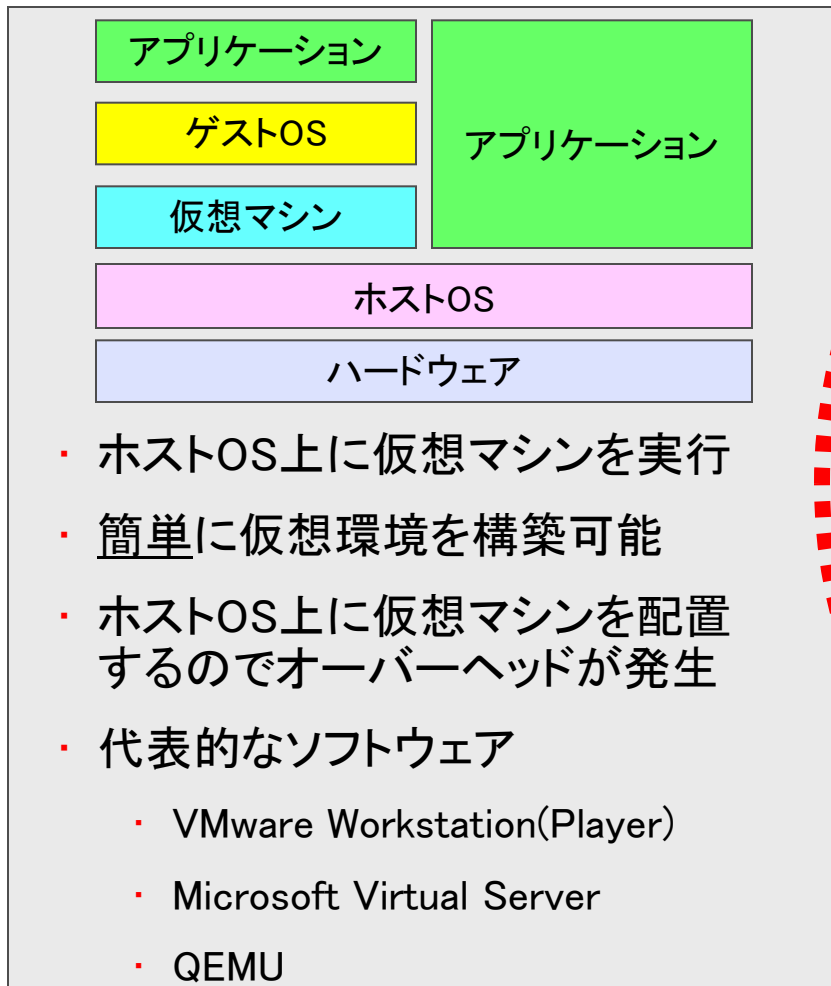 アプリケーション
ゲストOS
アプリケーション
仮想マシン
ホストOS
ハードウェア
・ ホストOS上に仮想マシンを実行
・ 簡単に仮想環境を構築可能
・ ホストOS上に仮想マシンを配置
するのでオーバーヘッドが発生
・ 代表的なソフトウェア
・ VMware Workstation(Player)
・ Microsoft Virtual Server
・ QEMU